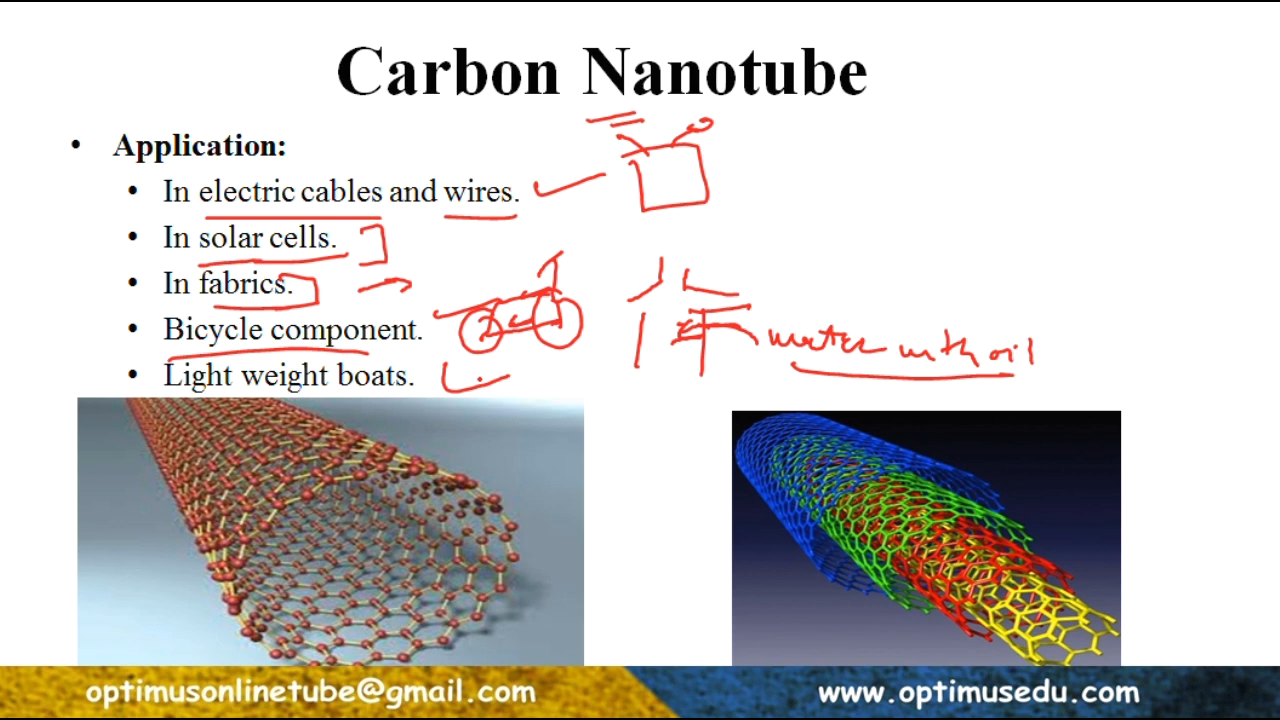 Carbon Nanotube
• Application:
• In electric cables and wires.
• In solar cells.
• In fabrics.
• Bicycle component.
• Light weight boats.
water with oil
optimusonlinetube@gmail.com
www.optimusedu.com